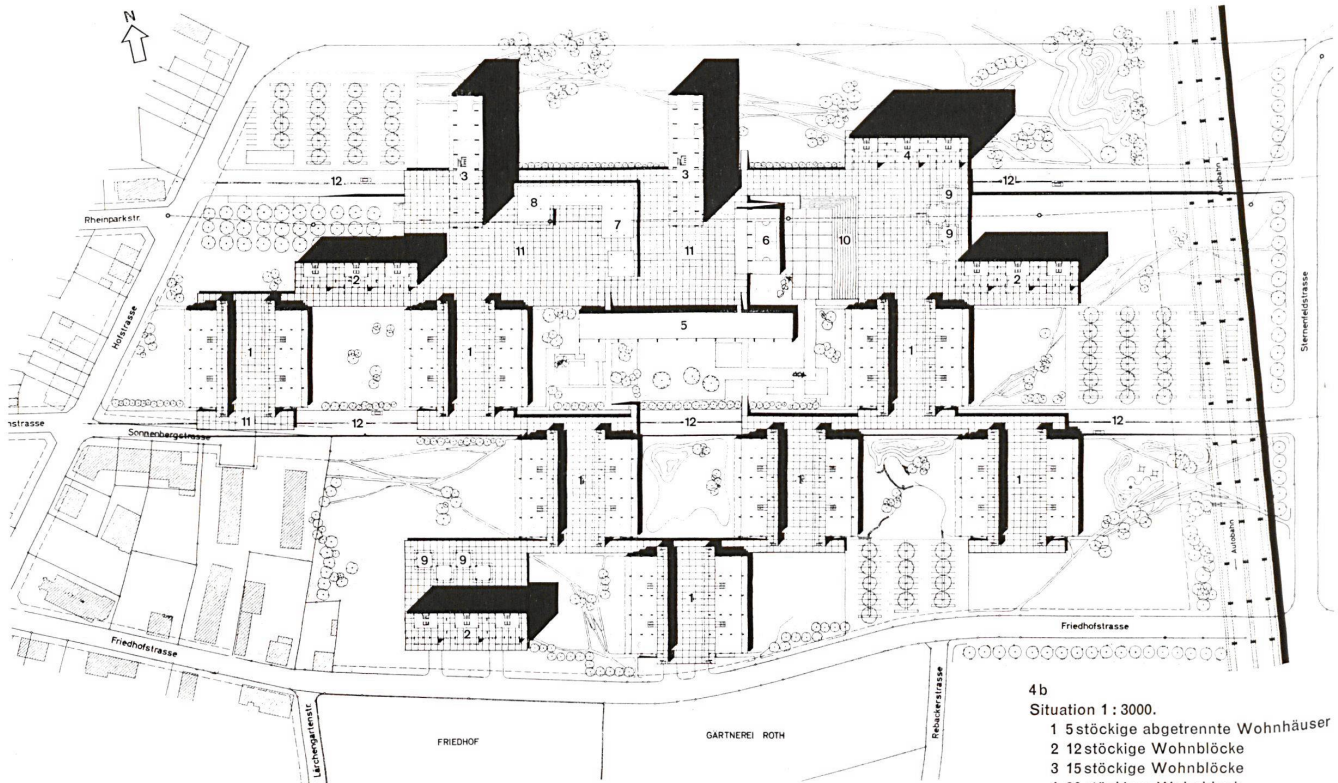 N
3
3
4
12
12
Autobahn
Rheinparkstr.
8
7
9
9
6
10
11
11
2
2
Hofstrasse
Sternenfeldstrasse
5
1
1
1
11
12
12
12
nstrasse
Sonnenbergstrasse
1
1
1
Autobahn
9
9
1
2
Friedhofstrasse
Friedhofstrasse
Lärchengartenstr.
FRIEDHOF
GÄRTNEREI ROTH
Rebackerstrasse
4b
Situation 1 : 3000.
1 5stöckige abgetrennte Wohnhäuser
2 12stöckige Wohnblöcke
3 15stöckige Wohnblöcke